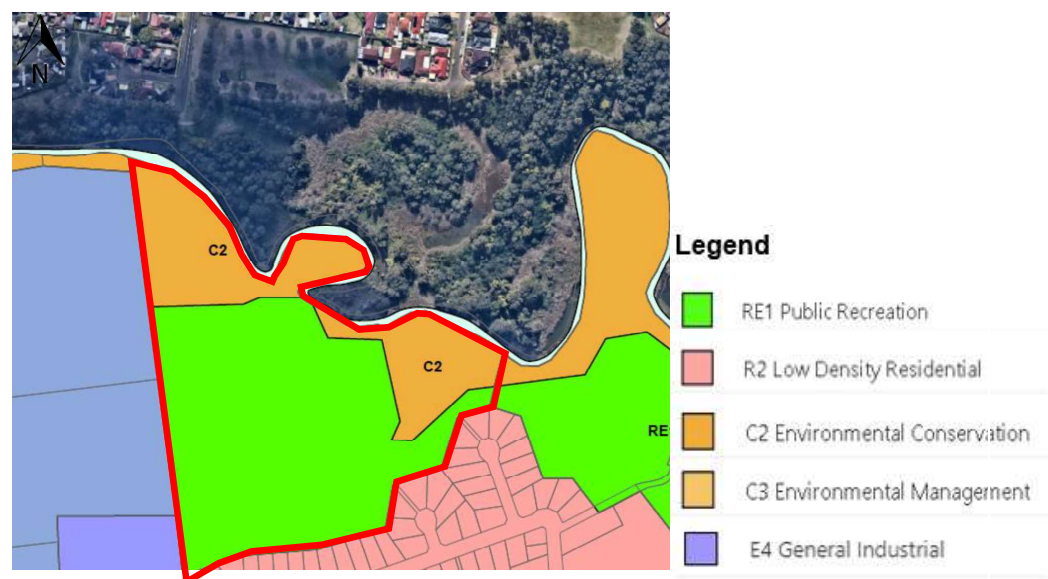 N
C2
C2
RE
Legend
RE1 Public Recreation
R2 Low Density Residential
C2 Environmental Conservation
C3 Environmental Management
E4 General Industrial